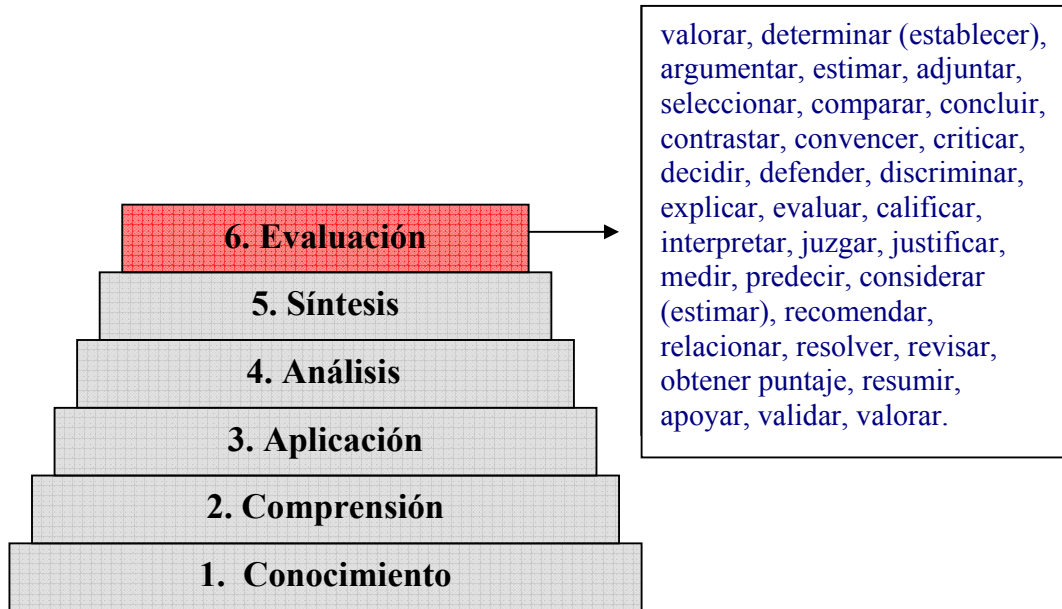 valorar, determinar (establecer),
argumentar, estimar, adjuntar,
seleccionar, comparar, concluir,
contrastar, convencer, criticar,
decidir, defender, discriminar,
explicar, evaluar, calificar,
interpretar, juzgar, justificar,
medir, predecir, considerar
(estimar), recomendar,
relacionar, resolver, revisar,
obtener puntaje, resumir,
apoyar, validar, valorar.
6. Evaluación
5. Síntesis
4. Análisis
3. Aplicación
2. Comprensión
1. Conocimiento